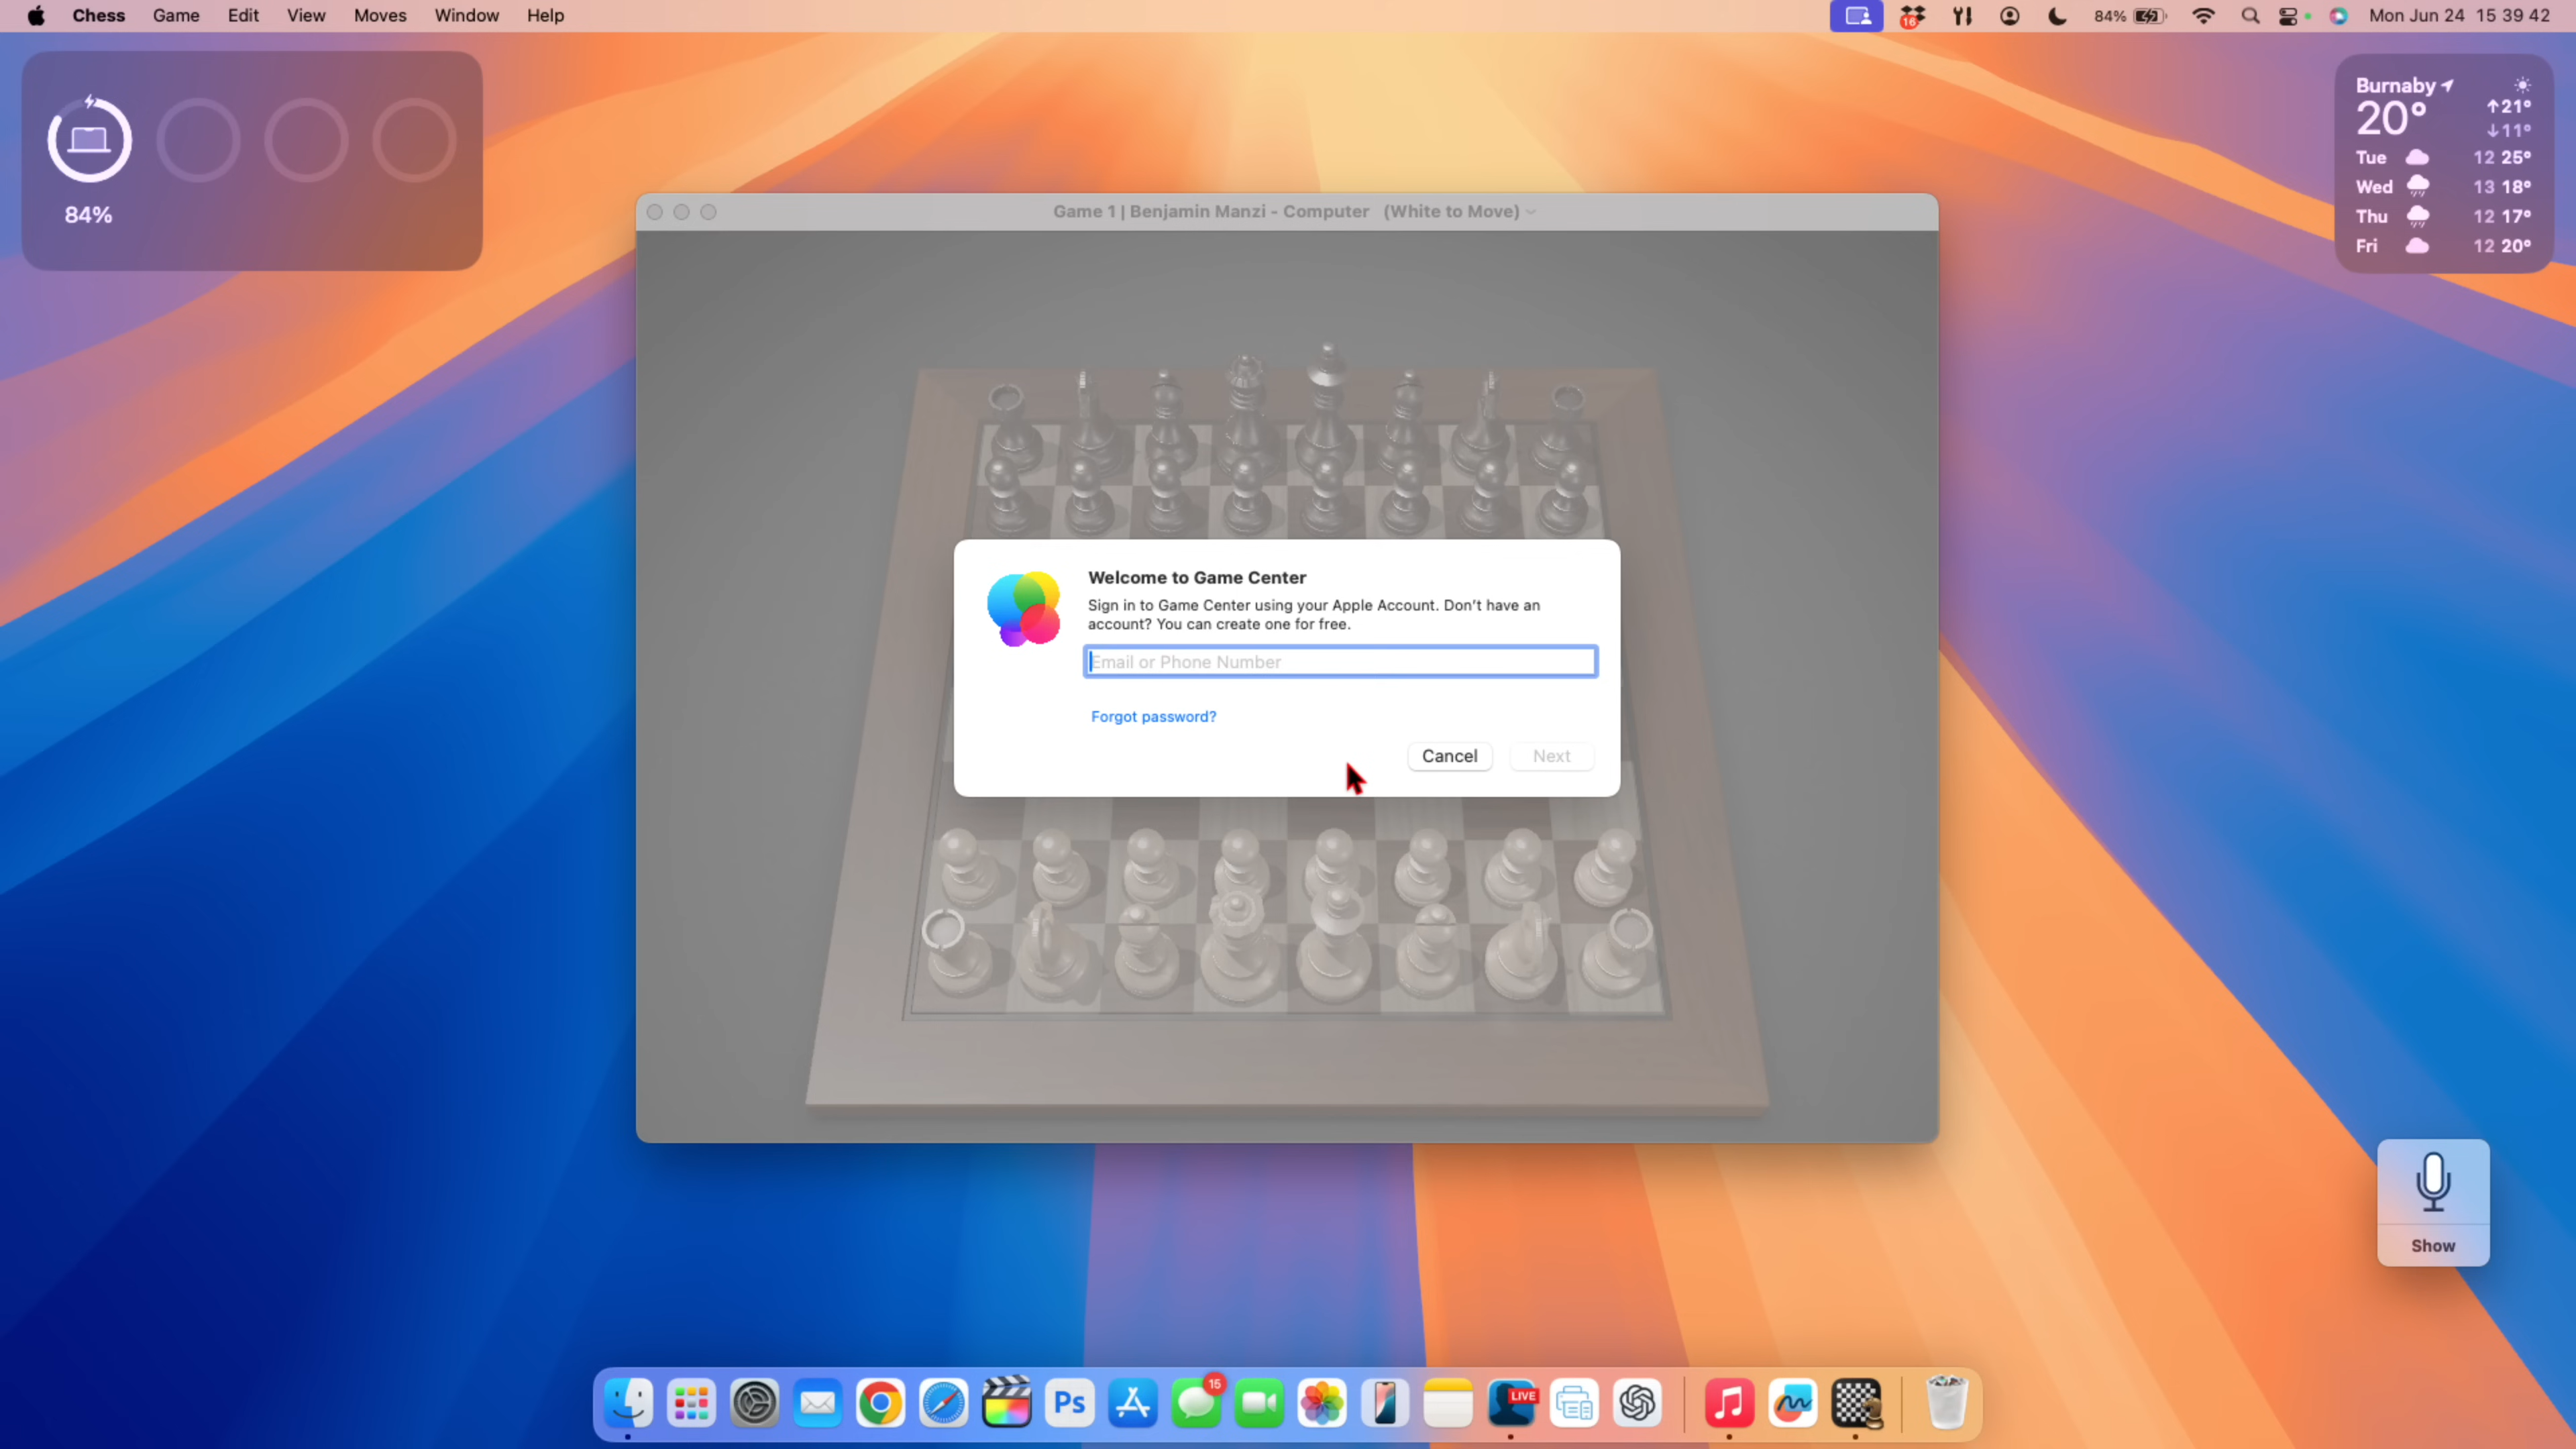 Chess Game Edit View Moves Window Help
16 84% Mon Jun 24 15 39 42
84%
Burnaby
20° ↑21°
↓11°
Tue 12 25°
Wed 13 18°
Thu 12 17°
Fri 12 20°
Game 1 | Benjamin Manzi - Computer (White to Move)
Welcome to Game Center
Sign in to Game Center using your Apple Account. Don't have an
account? You can create one for free.
Email or Phone Number
Forgot password?
Cancel Next
Show
Ps 15 LIVE